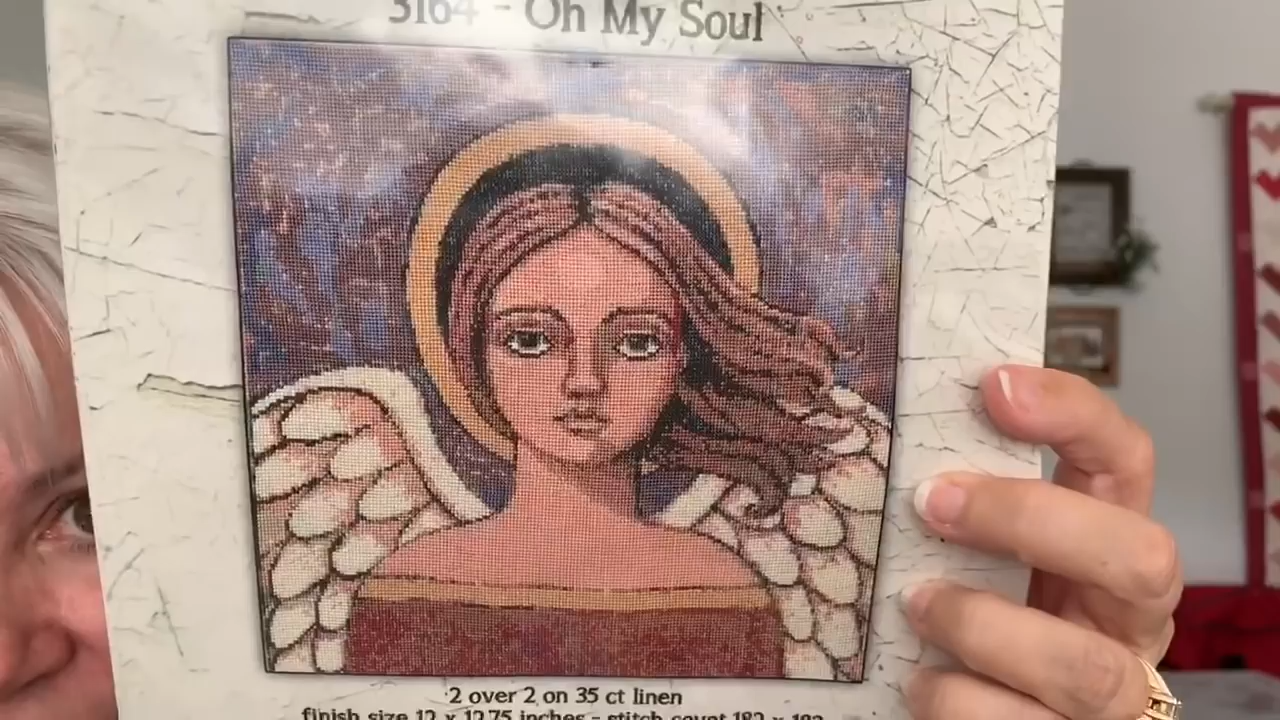 3164 - Oh My Soul
2 over 2 on 35 ct linen
finish size 12 x 12.75 inches - stitch count